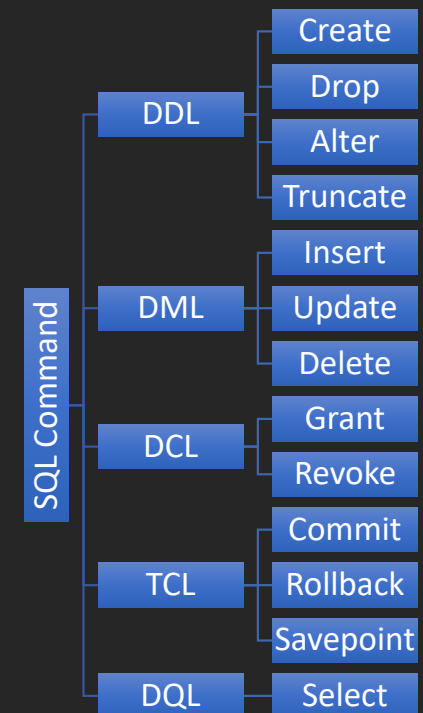 SQL Command
DDL
Create
Drop
Alter
Truncate
DML
Insert
Update
Delete
DCL
Grant
Revoke
TCL
Commit
Rollback
Savepoint
DQL
Select